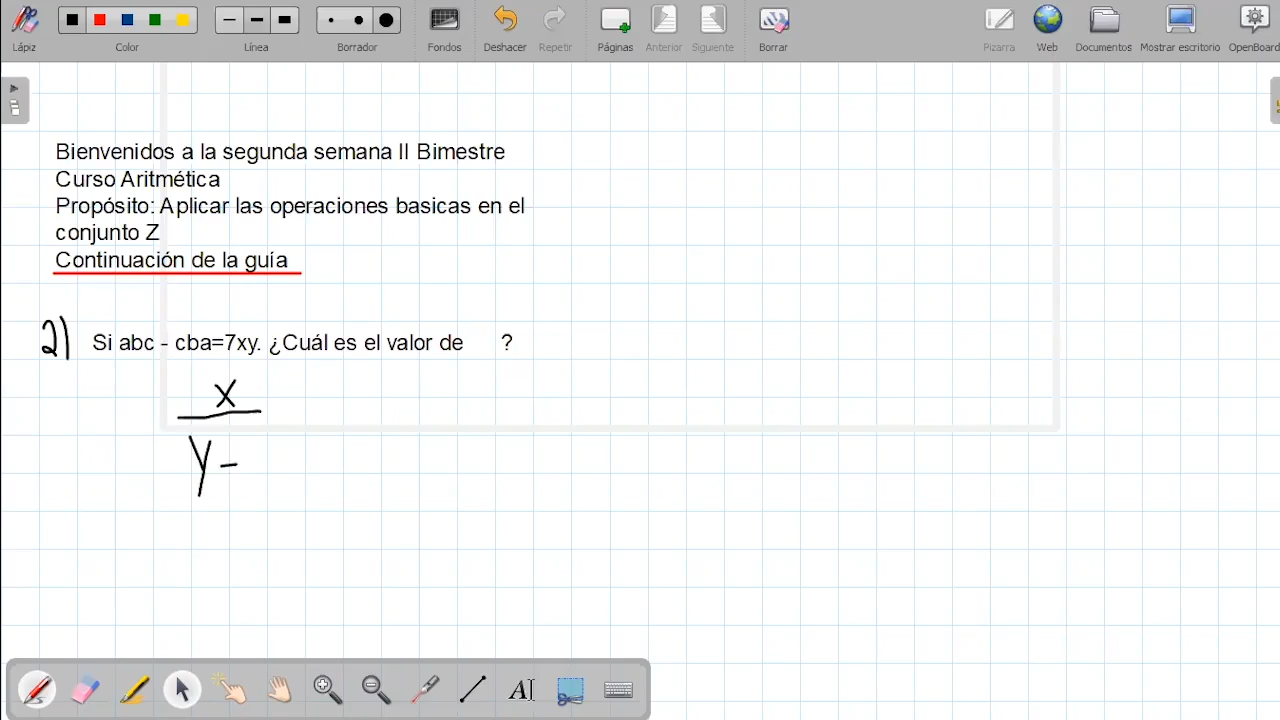 Lápiz Color Línea Borrador Fondos Deshacer Repetir Páginas Anterior Siguiente Borrar Pizarra Web Documentos Mostrar escritorio OpenBoard
Bienvenidos a la segunda semana II Bimestre
Curso Aritmética
Propósito: Aplicar las operaciones basicas en el
conjunto Z
Continuación de la guía
2) Si abc - cba=7xy. ¿Cuál es el valor de ?
x
y -